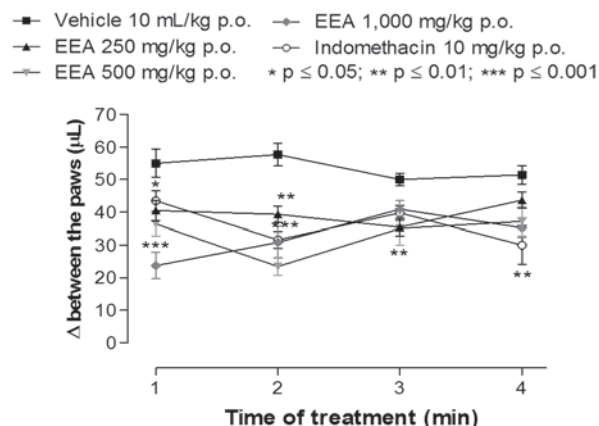 Vehicle 10 mL/kg p.o. EEA 1,000 mg/kg p.o.
EEA 250 mg/kg p.o. Indomethacin 10 mg/kg p.o.
EEA 500 mg/kg p.o. * p ≤ 0.05; ** p ≤ 0.01; *** p ≤ 0.001
Δ between the paws (µL)
70
60
50
40
30
20
10
0
*
***
**
***
**
**
1 2 3 4
Time of treatment (min)